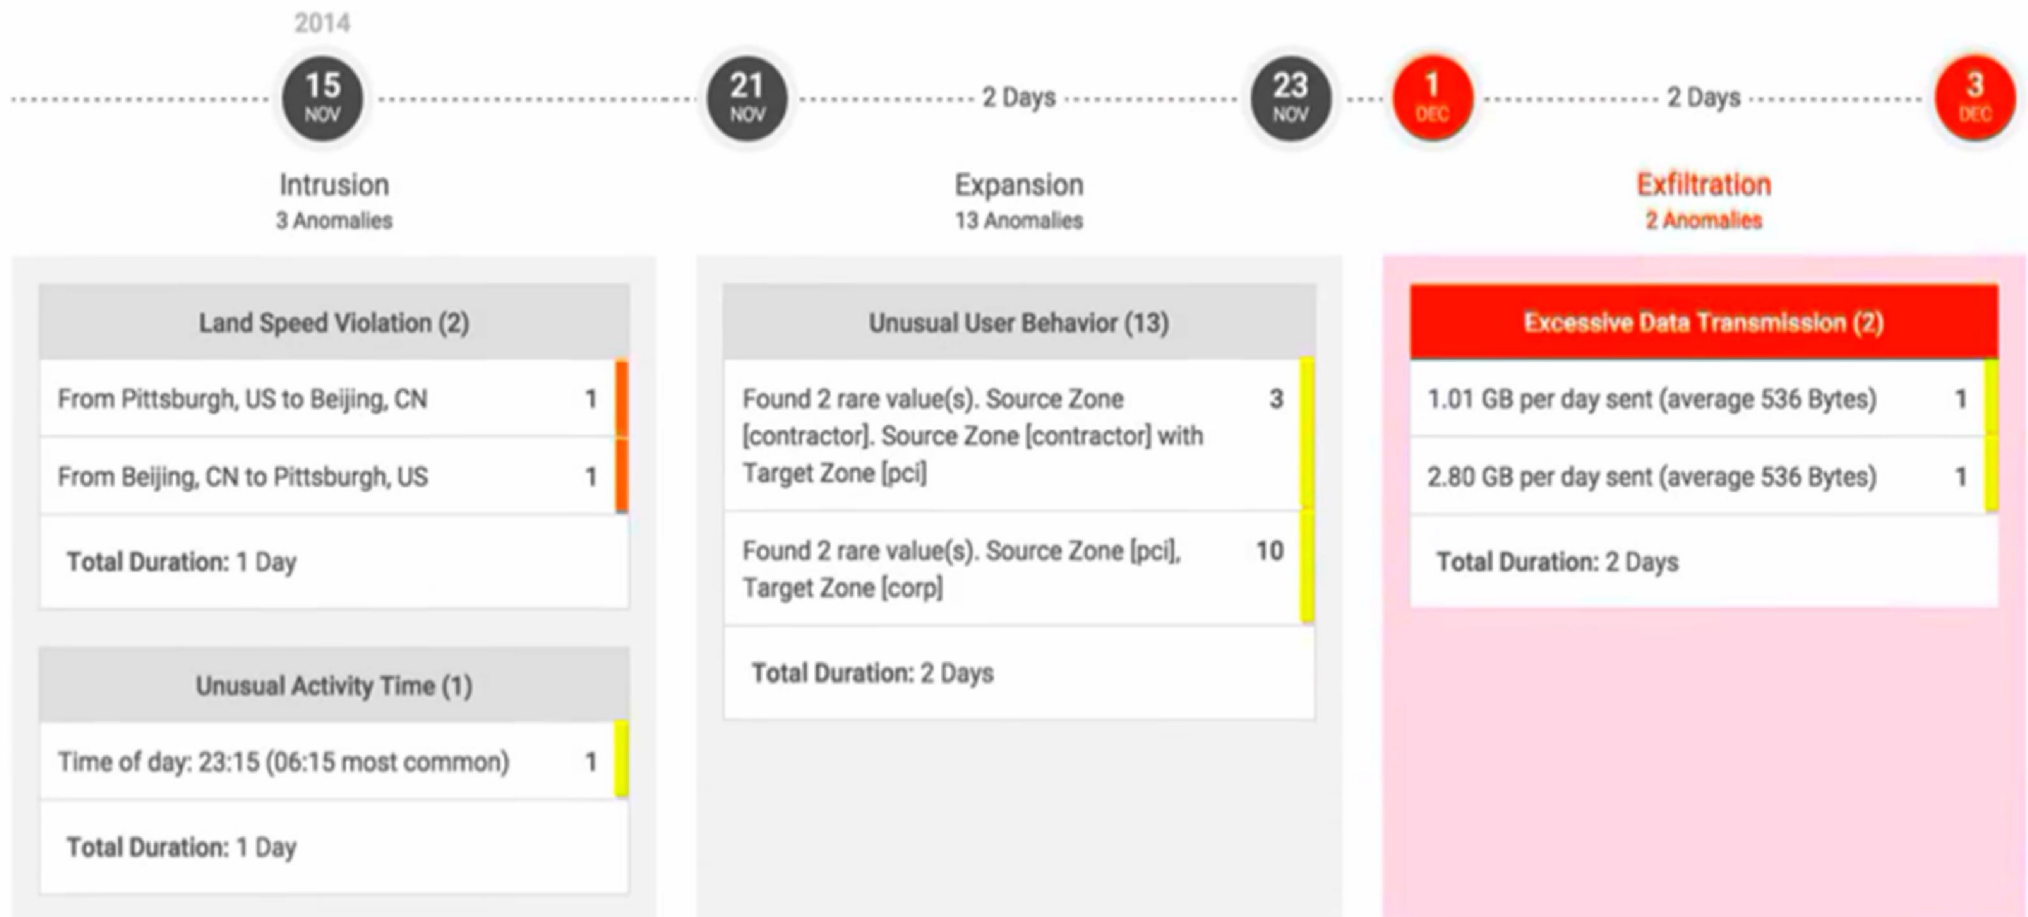 2014
15
NOV
21
NOV
2 Days
23
NOV
1
DEC
2 Days
3
DEC
Intrusion
3 Anomalies
Expansion
13 Anomalies
Exfiltration
2 Anomalies
Land Speed Violation (2)
From Pittsburgh, US to Beijing, CN 1
From Beijing, CN to Pittsburgh, US 1
Total Duration: 1 Day
Unusual Activity Time (1)
Time of day: 23:15 (06:15 most common) 1
Total Duration: 1 Day
Unusual User Behavior (13)
Found 2 rare value(s). Source Zone 3
[contractor]. Source Zone [contractor] with
Target Zone [pci]
Found 2 rare value(s). Source Zone [pci], 10
Target Zone [corp]
Total Duration: 2 Days
Excessive Data Transmission (2)
1.01 GB per day sent (average 536 Bytes) 1
2.80 GB per day sent (average 536 Bytes) 1
Total Duration: 2 Days